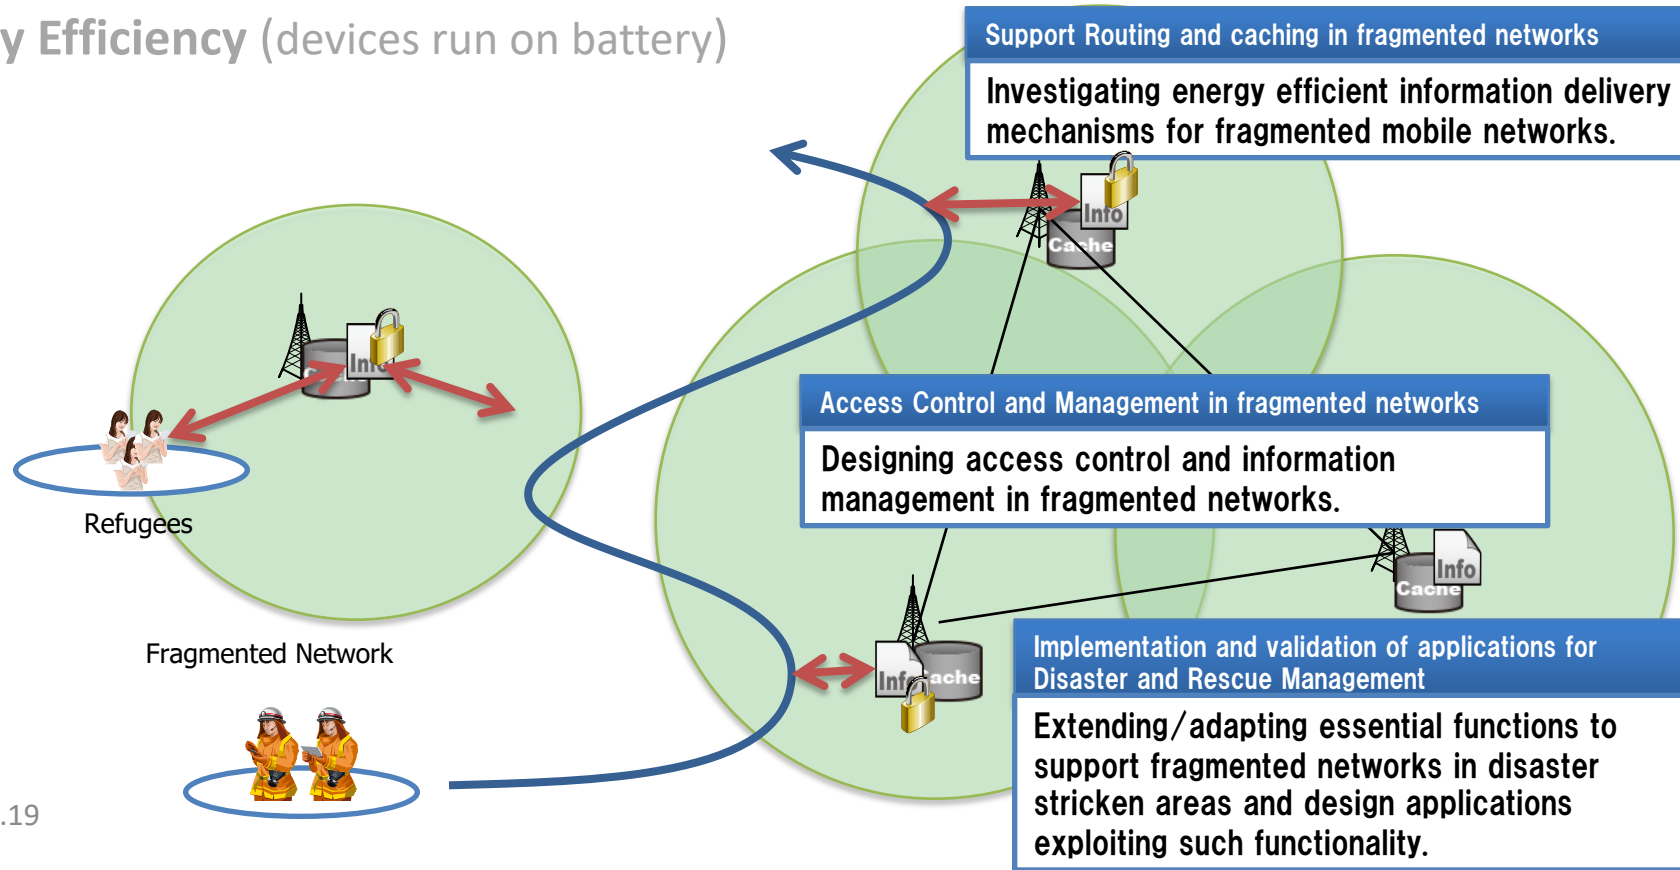 y Efficiency (devices run on battery)
Support Routing and caching in fragmented networks
Investigating energy efficient information delivery
mechanisms for fragmented mobile networks.
Info
Cache
Info
Access Control and Management in fragmented networks
Designing access control and information
management in fragmented networks.
Refugees
Info
Cache
Fragmented Network
Info
Cache
Implementation and validation of applications for
Disaster and Rescue Management
Extending/adapting essential functions to
support fragmented networks in disaster
stricken areas and design applications
exploiting such functionality.
.19